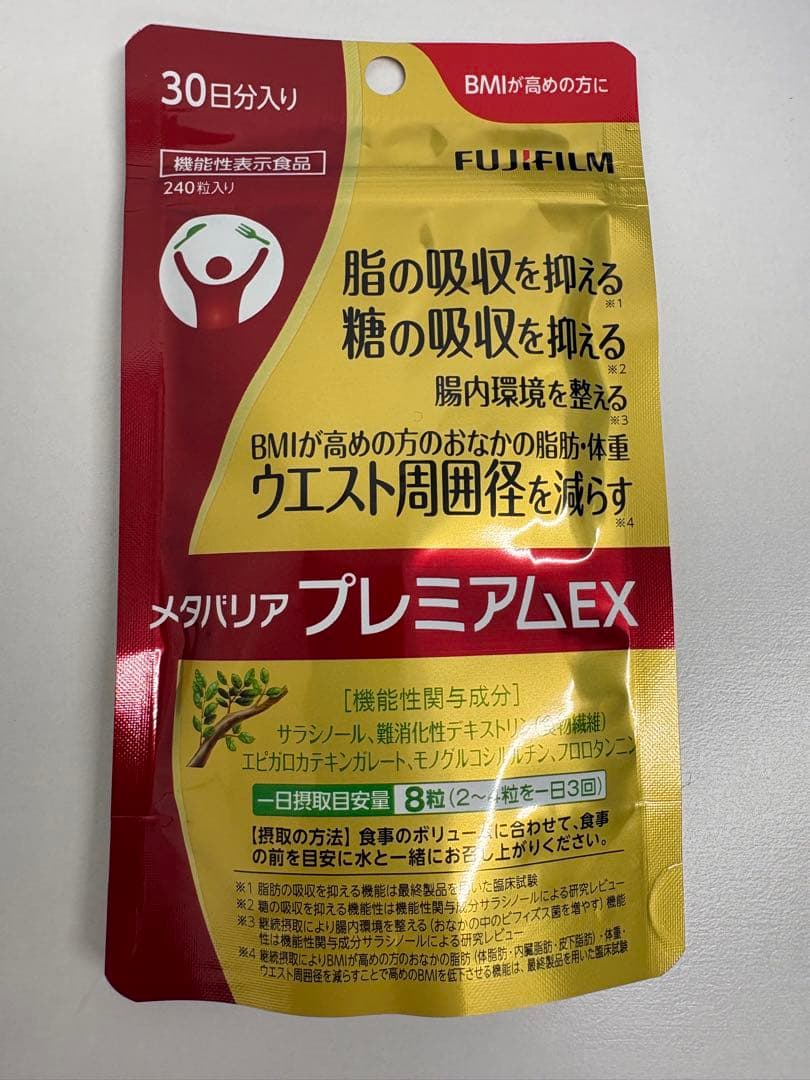 30日分入り
BMIが高めの方に
機能性表示食品
240粒入り
FUJIFILM
脂の吸収を抑える※1
糖の吸収を抑える※2
腸内環境を整える※3
BMIが高めの方のおなかの脂肪・体重
ウエスト周囲径を減らす※4
メタバリア プレミアムEX
[機能性関与成分]
サラシノール、難消化性デキストリン(食物繊維)
エピガロカテキンガレート、モノグルコシルルチン、フロロタンニン
一日摂取目安量 8粒(2〜4粒を一日3回)
【摂取の方法】食事のボリュームに合わせて、食事
の前を目安に水と一緒にお召し上がりください。
※1 脂肪の吸収を抑える機能は最終製品を用いた臨床試験
※2 糖の吸収を抑える機能性は機能性関与成分サラシノールによる研究レビュー
※3 継続摂取により腸内環境を整える(おなかの中のビフィズス菌を増やす)機能
性は機能性関与成分サラシノールによる研究レビュー
※4 継続摂取によりBMIが高めの方のおなかの脂肪(体脂肪・内臓脂肪・皮下脂肪)・体重・
ウエスト周囲径を減らすことで高めのBMIを低下させる機能は、最終製品を用いた臨床試験